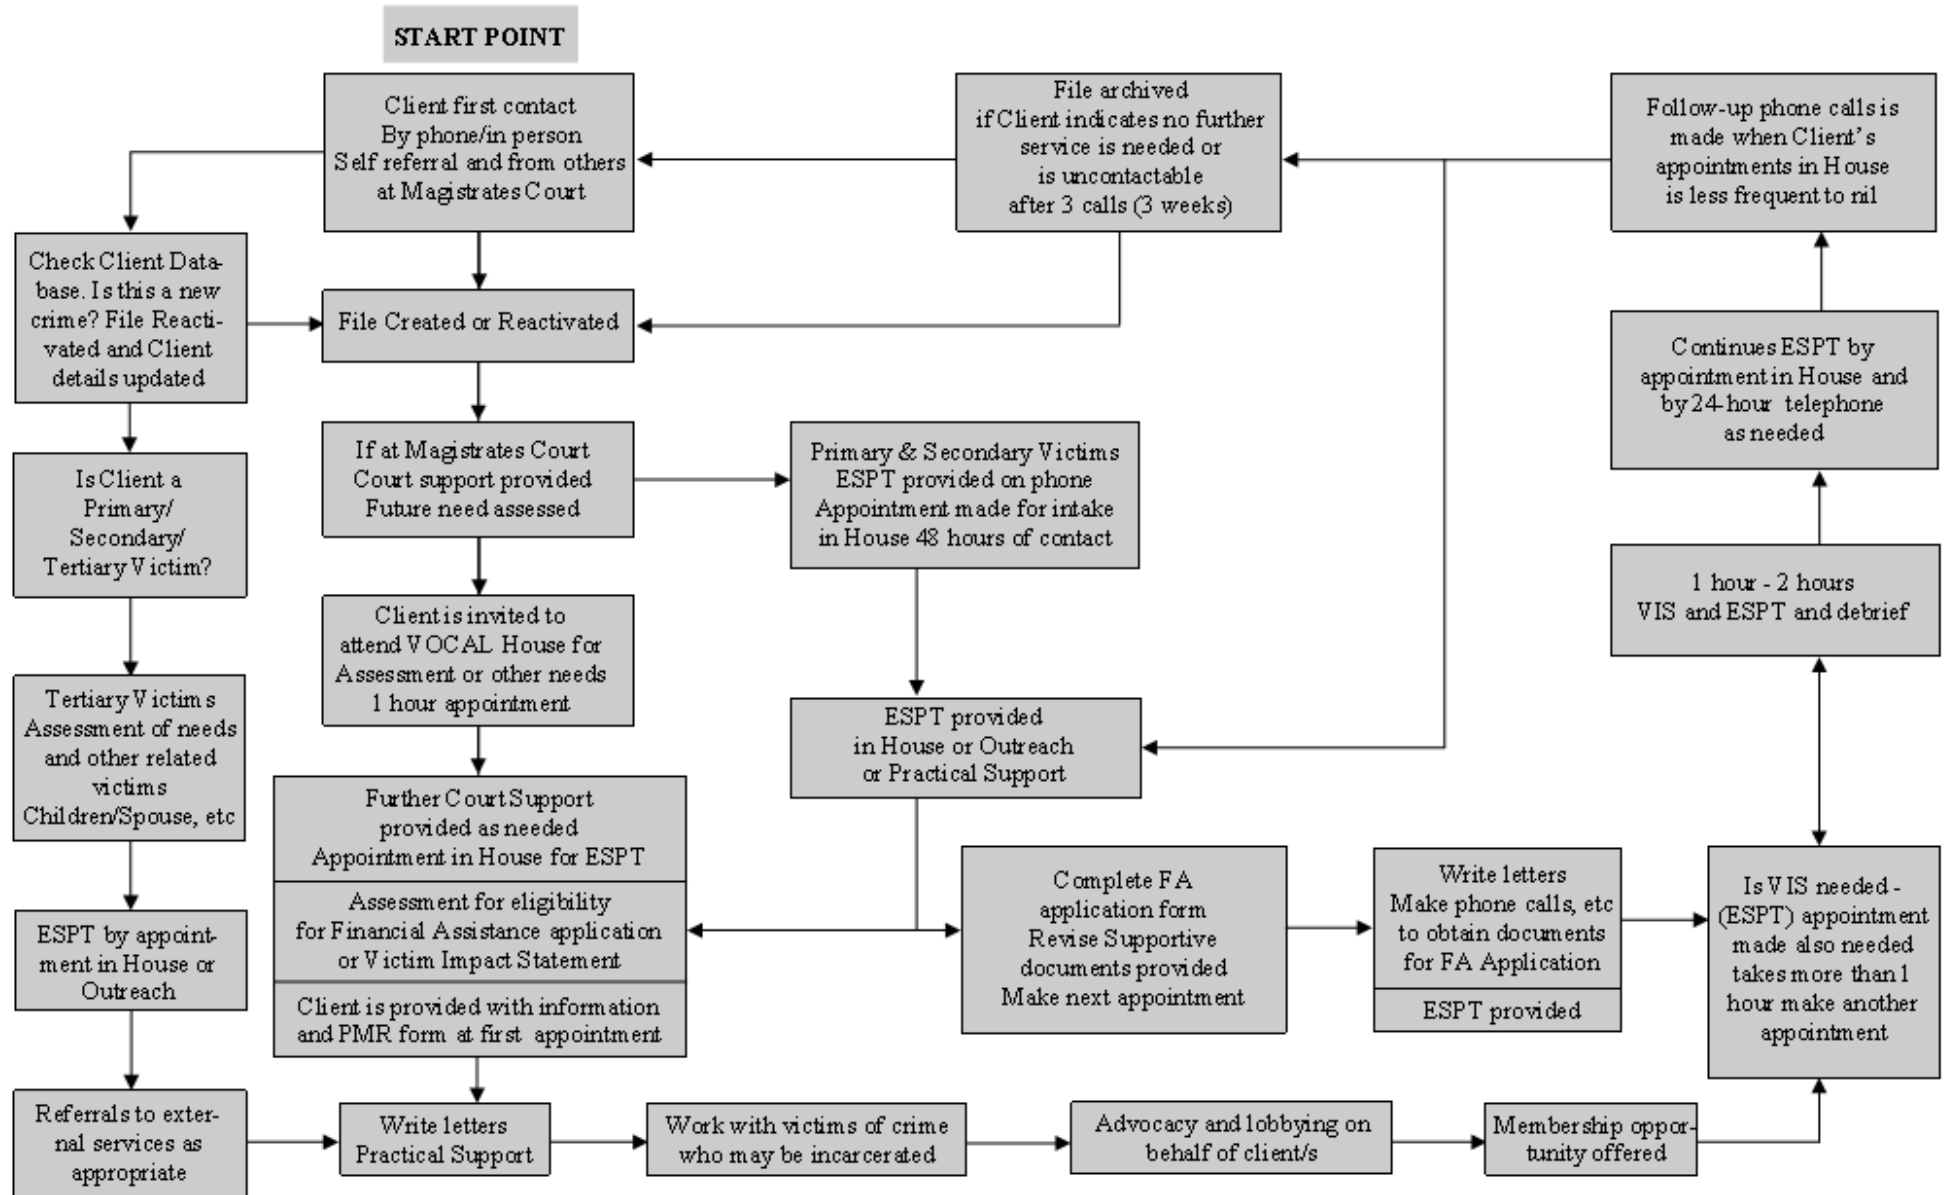 START POINT
Client first contact
By phone/in person
Self referral and from others
at Magistrates Court
File archived
if Client indicates no further
service is needed or
is uncontactable
after 3 calls (3 weeks)
Follow-up phone calls is
made when Client's
appointments in House
is less frequent to nil
Check Client Data-
base. Is this a new
crime? File Reacti-
vated and Client
details updated
File Created or Reactivated
Continues ESPT by
appointment in House and
by 24-hour telephone
as needed
If at Magistrates Court
Court support provided
Future need assessed
Primary & Secondary Victims
ESPT provided on phone
Appointment made for intake
in House 48 hours of contact
Is Client a
Primary/
Secondary/
Tertiary Victim?
1 hour - 2 hours
VIS and ESPT and debrief
Client is invited to
attend VOCAL House for
Assessment or other needs
1 hour appointment
Tertiary Victims
Assessment of needs
and other related
victims
Children/Spouse, etc
ESPT provided
in House or Outreach
or Practical Support
Further Court Support
provided as needed
Appointment in House for ESPT
Assessment for eligibility
for Financial Assistance application
or Victim Impact Statement
Client is provided with information
and PMR form at first appointment
Complete FA
application form
Revise Supportive
documents provided
Make next appointment
Write letters
Make phone calls, etc
to obtain documents
for FA Application
ESPT provided
Is VIS needed -
(ESPT) appointment
made also needed
takes more than 1
hour make another
appointment
ESPT by appoint-
ment in House or
Outreach
Referrals to exter-
nal services as
appropriate
Write letters
Practical Support
Work with victims of crime
who may be incarcerated
Advocacy and lobbying on
behalf of client/s
Membership oppor-
tunity offered